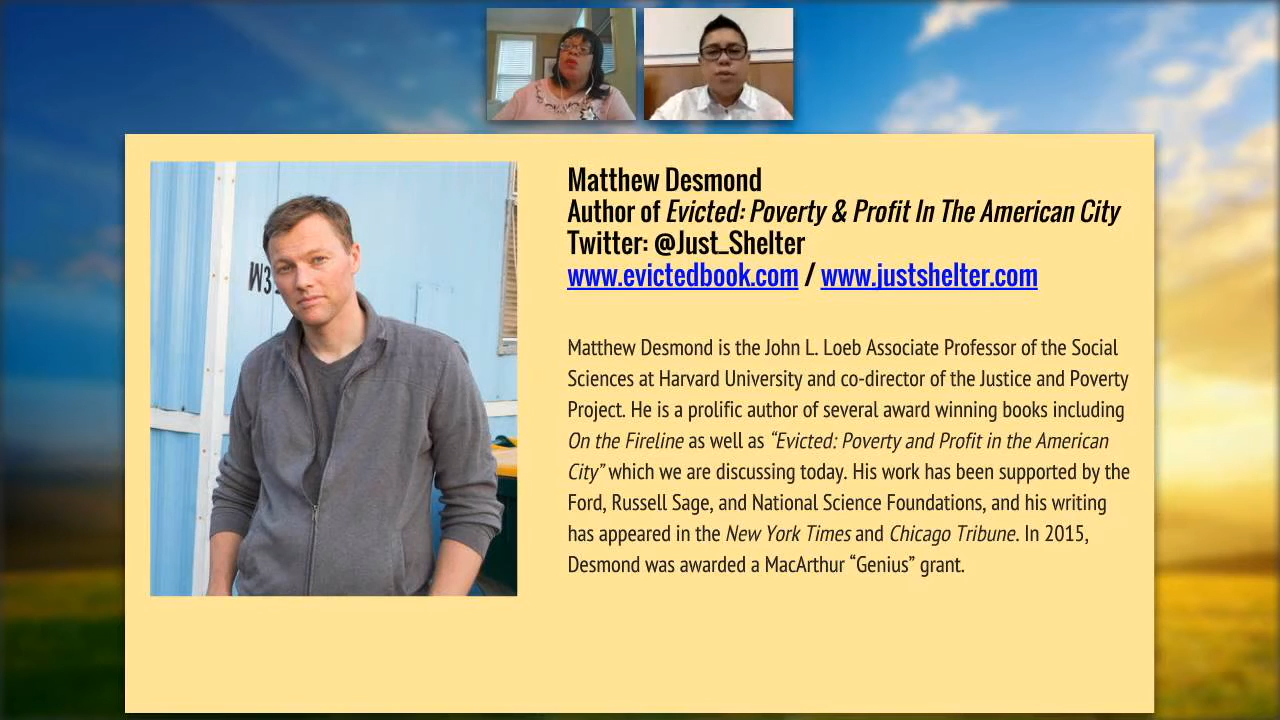 Matthew Desmond
Author of Evicted: Poverty & Profit In The American City
Twitter: @Just_Shelter
www.evictedbook.com / www.justshelter.com
Matthew Desmond is the John L. Loeb Associate Professor of the Social
Sciences at Harvard University and co-director of the Justice and Poverty
Project. He is a prolific author of several award winning books including
On the Fireline as well as “Evicted: Poverty and Profit in the American
City” which we are discussing today. His work has been supported by the
Ford, Russell Sage, and National Science Foundations, and his writing
has appeared in the New York Times and Chicago Tribune. In 2015,
Desmond was awarded a MacArthur “Genius” grant.